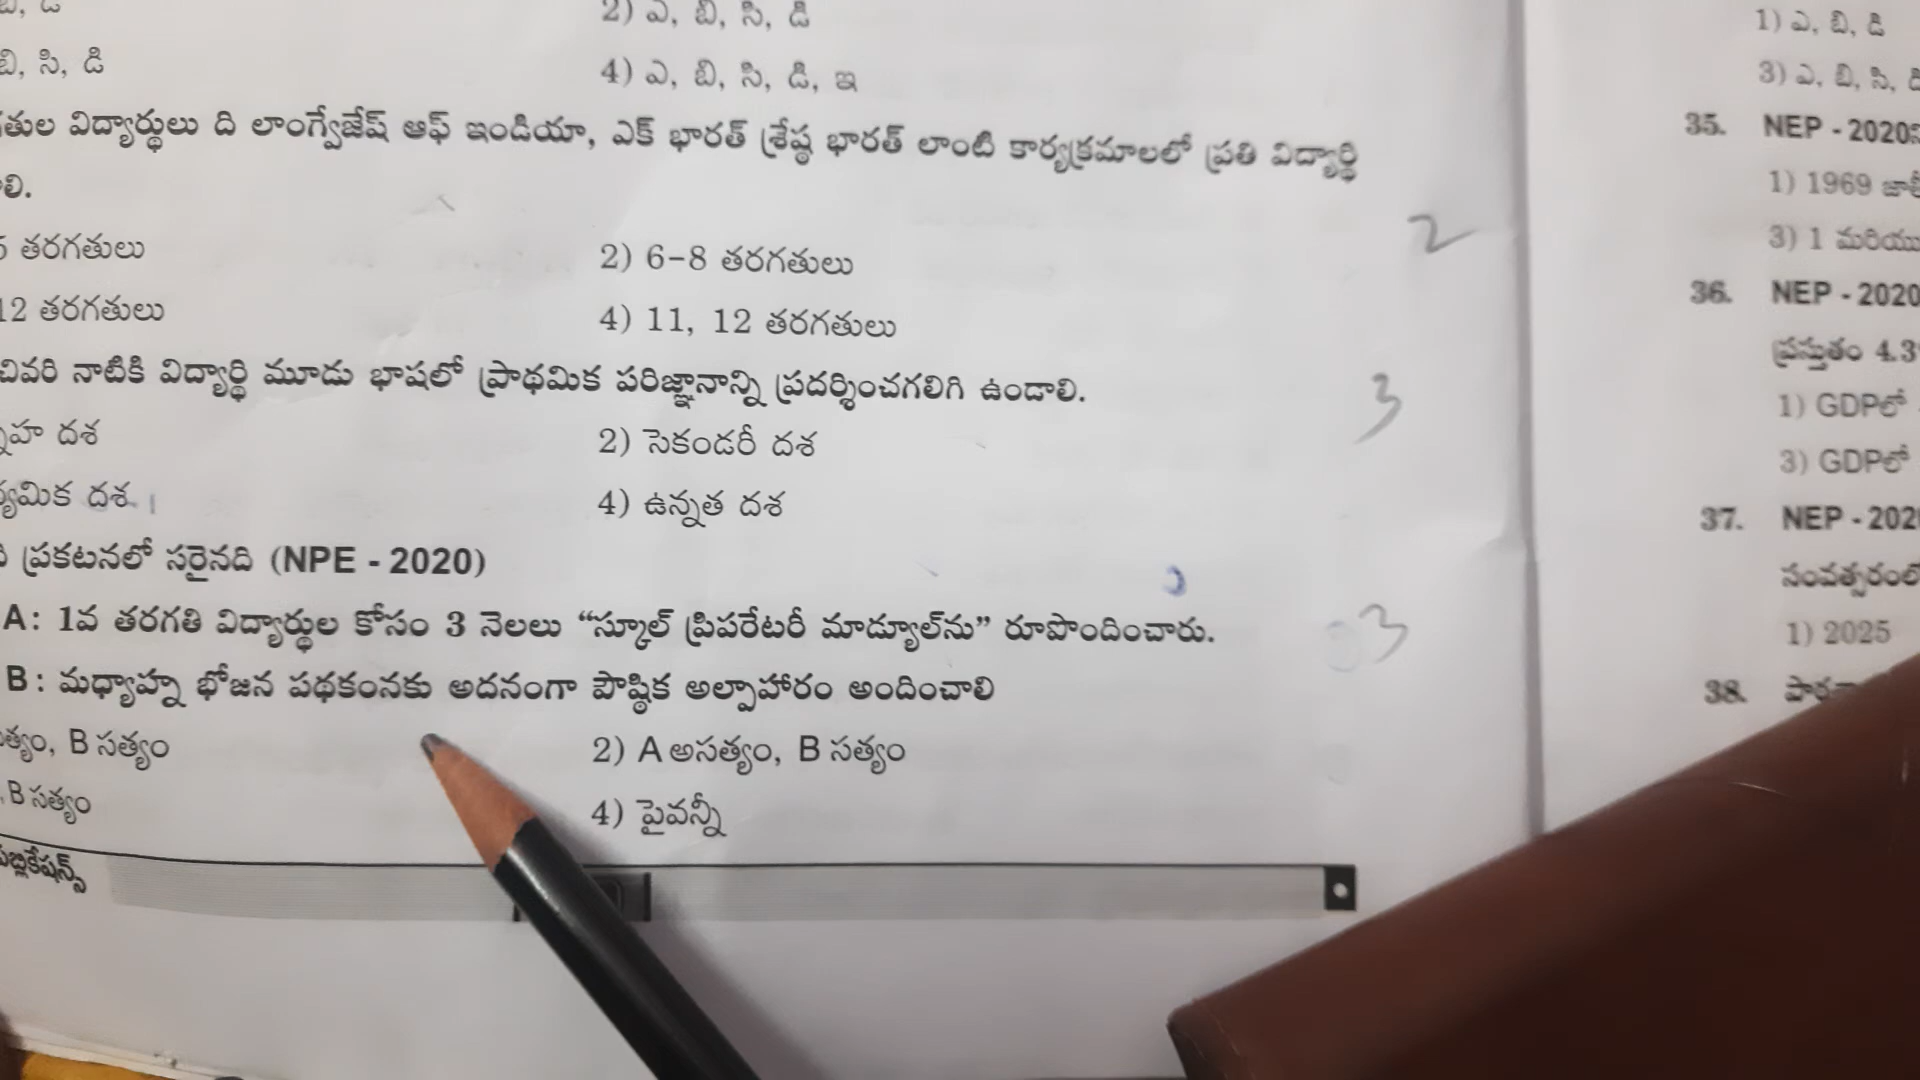 2) ఎ, బి, సి, డి
బి, సి, డి
4) ఎ, బి, సి, డి, ఇ
విద్యార్థులు ది లాంగ్వేజేష్ ఆఫ్ ఇండియా, ఎక్ భారత్ శ్రేష్ఠ భారత్ లాంటి కార్యక్రమాలలో ప్రతి విద్యార్థి
తరగతులు
2) 6-8 తరగతులు
2
12 తరగతులు
4) 11, 12 తరగతులు
చివరి నాటికి విద్యార్థి మూడు భాషలో ప్రాథమిక పరిజ్ఞానాన్ని ప్రదర్శించగలిగి ఉండాలి.
3
దశ
2) సెకండరీ దశ
దశ
4) ఉన్నత దశ
ప్రకటనలో సరైనది (NPE - 2020)
A: 1వ తరగతి విద్యార్థుల కోసం 3 నెలలు “స్కూల్ ప్రిపరేటరీ మాడ్యూల్‌ను” రూపొందించారు.
3
B: మధ్యాహ్న భోజన పథకంనకు అదనంగా పౌష్ఠిక అల్పాహారం అందించాలి
B సత్యం
2) A అసత్యం, B సత్యం
B సత్యం
4) పైవన్నీ
1) ఎ, బి, డి
3) ఎ, బి, సి,
35. NEP - 2020
1) 1969
3) 1 మరియు
36. NEP - 2020
ప్రస్తుతం 4.3
1) GDPలో
3) GDPలో
37. NEP - 202
1) 2025
38.